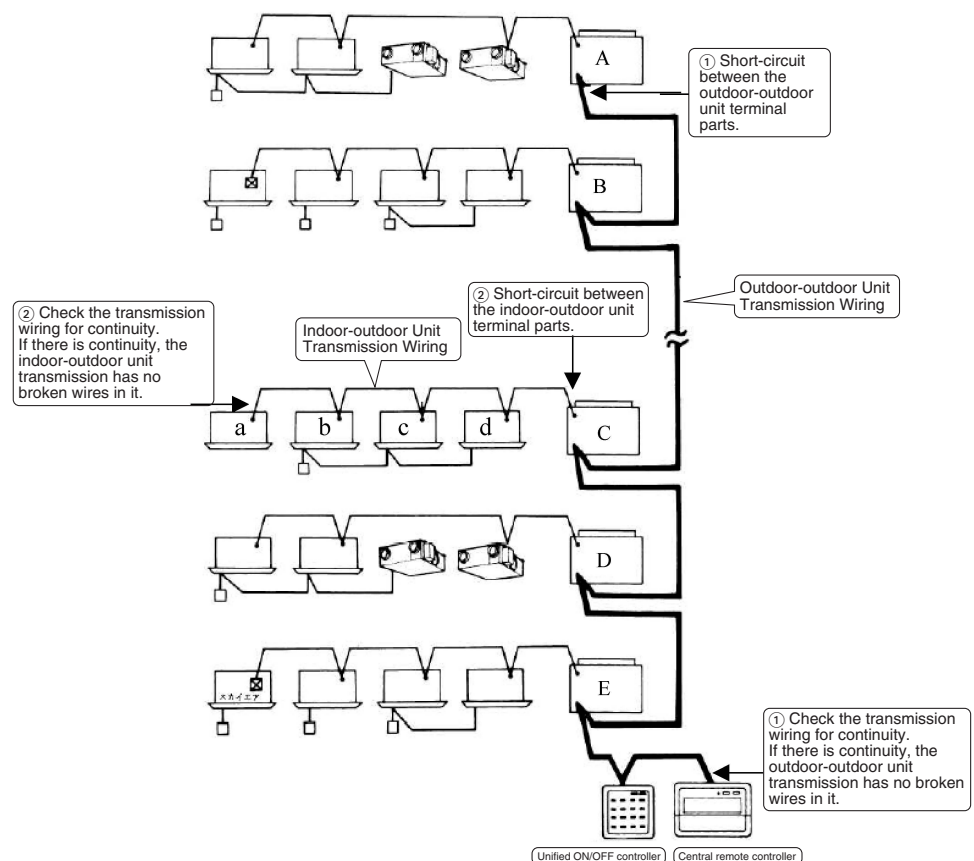 A
① Short-circuit
between the
outdoor-outdoor
unit terminal
parts.
B
Outdoor-outdoor Unit
Transmission Wiring
② Short-circuit between
the indoor-outdoor unit
terminal parts.
② Check the transmission
wiring for continuity.
If there is continuity, the
indoor-outdoor unit
transmission has no
broken wires in it.
Indoor-outdoor Unit
Transmission Wiring
a b c d C
D
E
スカイエア
① Check the transmission
wiring for continuity.
If there is continuity, the
outdoor-outdoor unit
transmission has no broken
wires in it.
Unified ON/OFF controller
Central remote controller